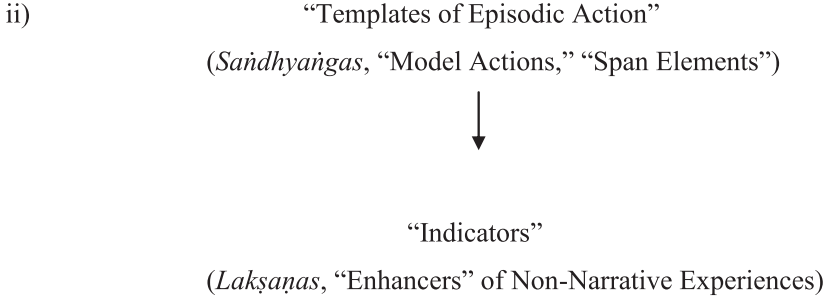 ii) “Templates of Episodic Action”
(Saṅdhyaṅgas, “Model Actions,” “Span Elements”)
“Indicators”
(Lakṣaṇas, “Enhancers” of Non-Narrative Experiences)